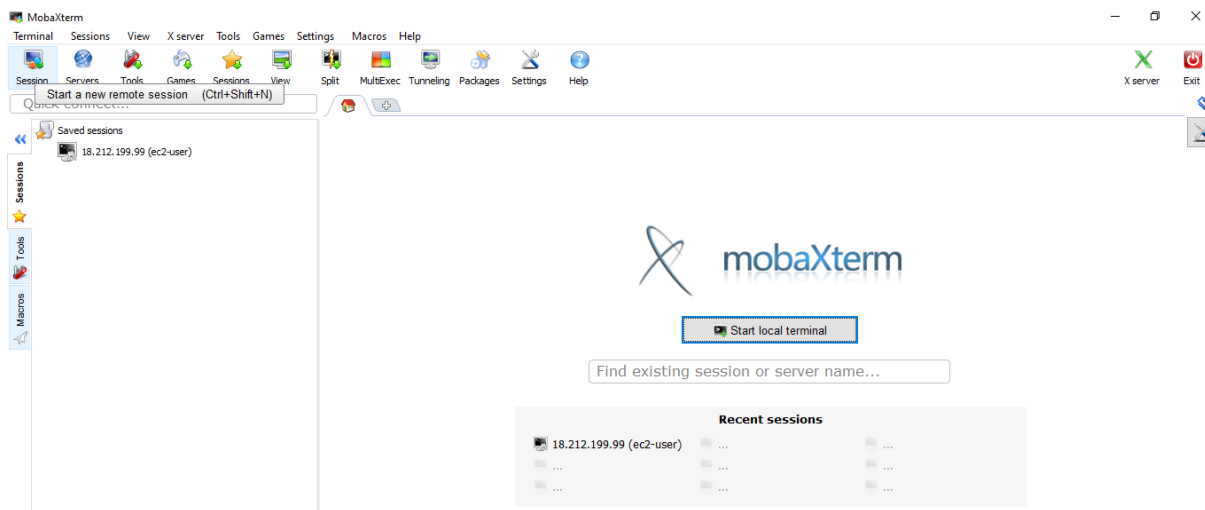 MobaXterm
Terminal Sessions View X server Tools Games Settings Macros Help
Session Servers Tools Games Sessions View Split MultiExec Tunneling Packages Settings Help X server Exit
Start a new remote session (Ctrl+Shift+N)
Quick connect...
Saved sessions
18.212.199.99 (ec2-user)
Sessions
Tools
Macros
mobaXterm
Start local terminal
Find existing session or server name...
Recent sessions
18.212.199.99 (ec2-user) ... ...
... ... ...
... ... ...